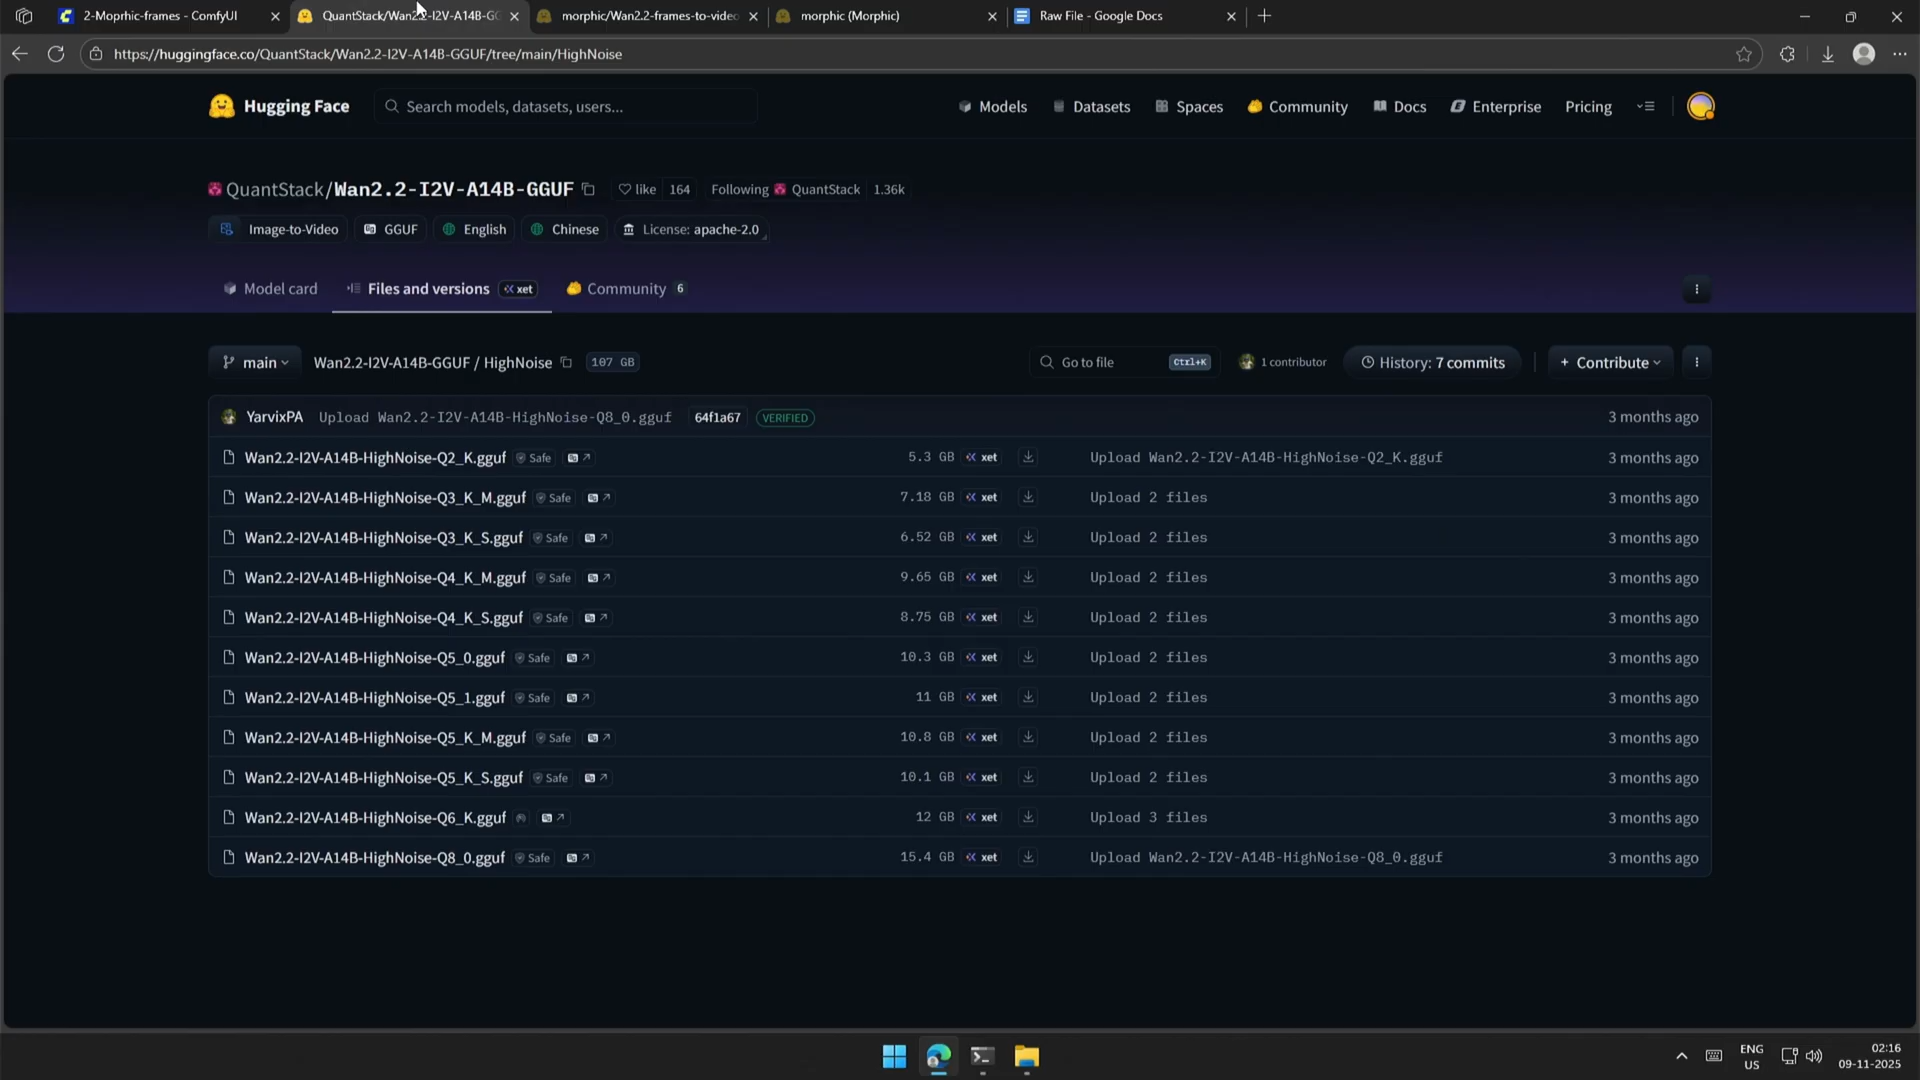 2-Moprhic-frames - ComfyUI
QuantStack/Wan2.2-I2V-A14B-GG
morphic/Wan2.2-frames-to-video
morphic (Morphic)
Raw File - Google Docs
https://huggingface.co/QuantStack/Wan2.2-I2V-A14B-GGUF/tree/main/HighNoise
Hugging Face
Search models, datasets, users...
Models
Datasets
Spaces
Community
Docs
Enterprise
Pricing
QuantStack/Wan2.2-I2V-A14B-GGUF
like 164
Following QuantStack 1.36k
Image-to-Video
GGUF
English
Chinese
License: apache-2.0
Model card
Files and versions xet
Community 6
main
Wan2.2-I2V-A14B-GGUF / HighNoise
107 GB
Go to file Ctrl+K
1 contributor
History: 7 commits
+ Contribute
YarvixPA Upload Wan2.2-I2V-A14B-HighNoise-Q8_0.gguf 64f1a67 VERIFIED 3 months ago
Wan2.2-I2V-A14B-HighNoise-Q2_K.gguf Safe 5.3 GB xet Upload Wan2.2-I2V-A14B-HighNoise-Q2_K.gguf 3 months ago
Wan2.2-I2V-A14B-HighNoise-Q3_K_M.gguf Safe 7.18 GB xet Upload 2 files 3 months ago
Wan2.2-I2V-A14B-HighNoise-Q3_K_S.gguf Safe 6.52 GB xet Upload 2 files 3 months ago
Wan2.2-I2V-A14B-HighNoise-Q4_K_M.gguf Safe 9.65 GB xet Upload 2 files 3 months ago
Wan2.2-I2V-A14B-HighNoise-Q4_K_S.gguf Safe 8.75 GB xet Upload 2 files 3 months ago
Wan2.2-I2V-A14B-HighNoise-Q5_0.gguf Safe 10.3 GB xet Upload 2 files 3 months ago
Wan2.2-I2V-A14B-HighNoise-Q5_1.gguf Safe 11 GB xet Upload 2 files 3 months ago
Wan2.2-I2V-A14B-HighNoise-Q5_K_M.gguf Safe 10.8 GB xet Upload 2 files 3 months ago
Wan2.2-I2V-A14B-HighNoise-Q5_K_S.gguf Safe 10.1 GB xet Upload 2 files 3 months ago
Wan2.2-I2V-A14B-HighNoise-Q6_K.gguf 12 GB xet Upload 3 files 3 months ago
Wan2.2-I2V-A14B-HighNoise-Q8_0.gguf Safe 15.4 GB xet Upload Wan2.2-I2V-A14B-HighNoise-Q8_0.gguf 3 months ago
ENG
US
02:16
09-11-2025